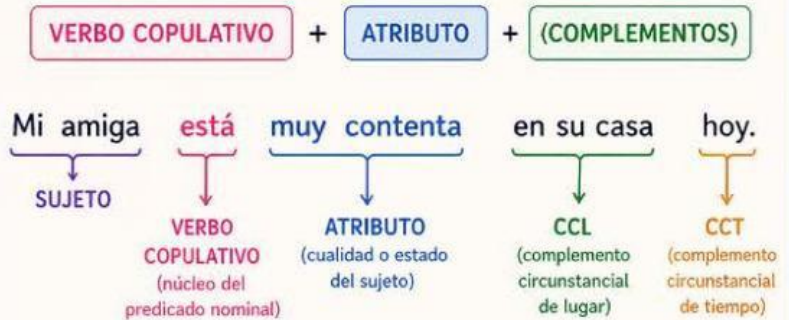 VERBO COPULATIVO + ATRIBUTO + (COMPLEMENTOS)
Mi amiga está muy contenta en su casa hoy.
SUJETO
VERBO COPULATIVO
(núcleo del predicado nominal)
ATRIBUTO
(cualidad o estado del sujeto)
CCL
(complemento circunstancial de lugar)
CCT
(complemento circunstancial de tiempo)